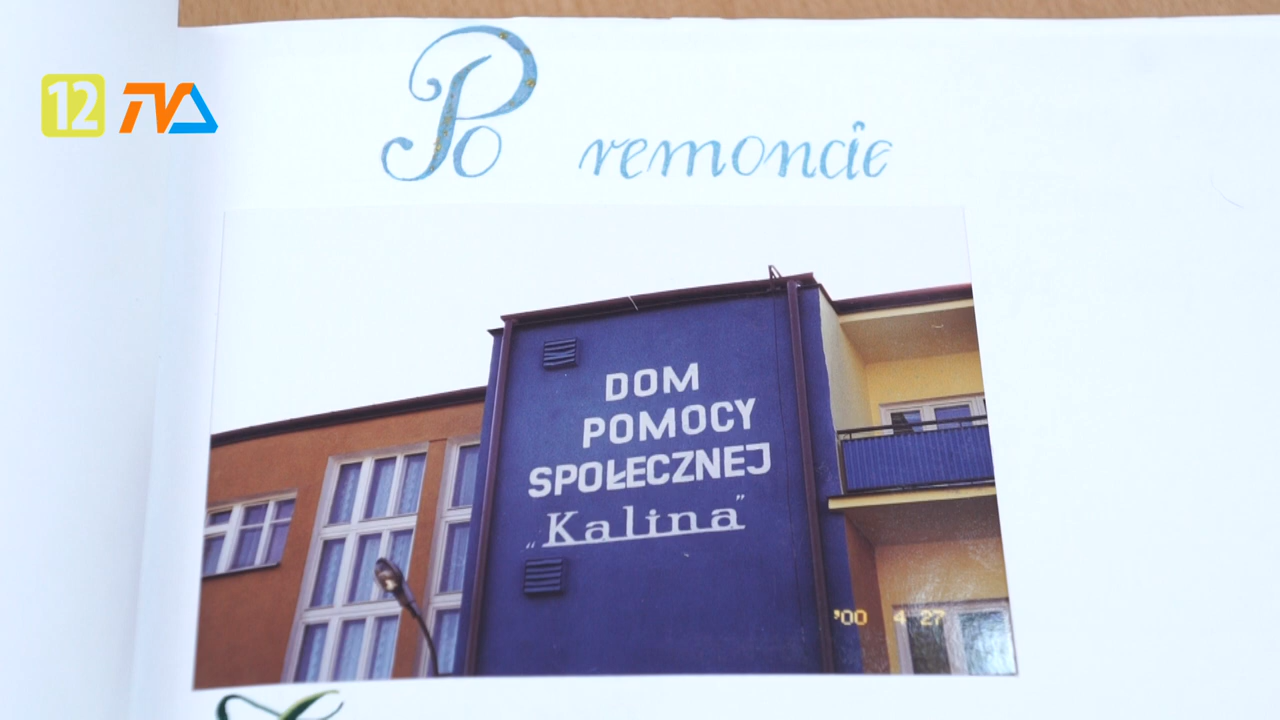 12 TVA
Po remoncie
DOM
POMOCY
SPOŁECZNEJ
„Kalina”
'00 4 27